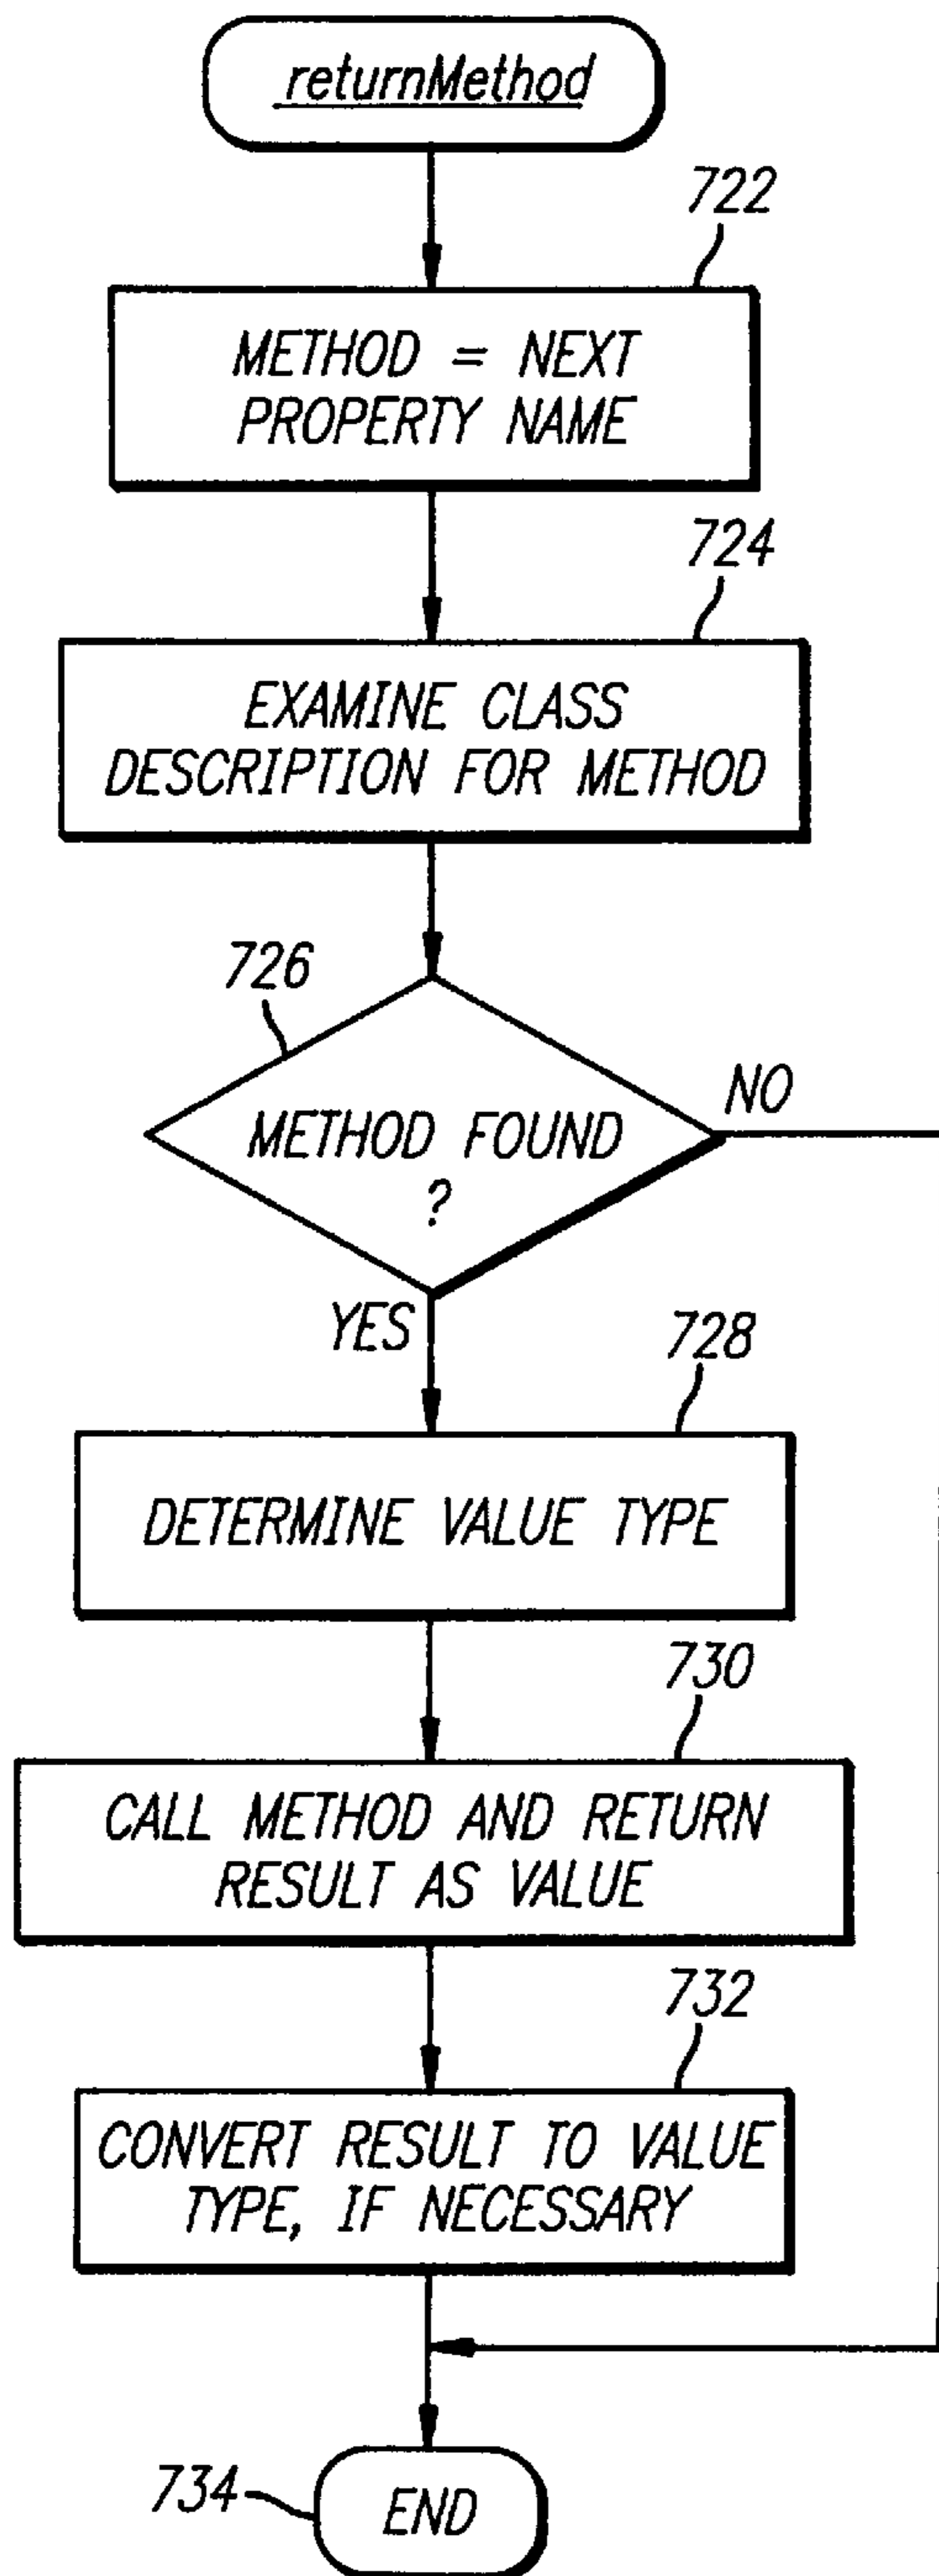 returnMethod
722
METHOD = NEXT
PROPERTY NAME
724
EXAMINE CLASS
DESCRIPTION FOR METHOD
726
METHOD FOUND
?
NO
YES
728
DETERMINE VALUE TYPE
730
CALL METHOD AND RETURN
RESULT AS VALUE
732
CONVERT RESULT TO VALUE
TYPE, IF NECESSARY
734
END